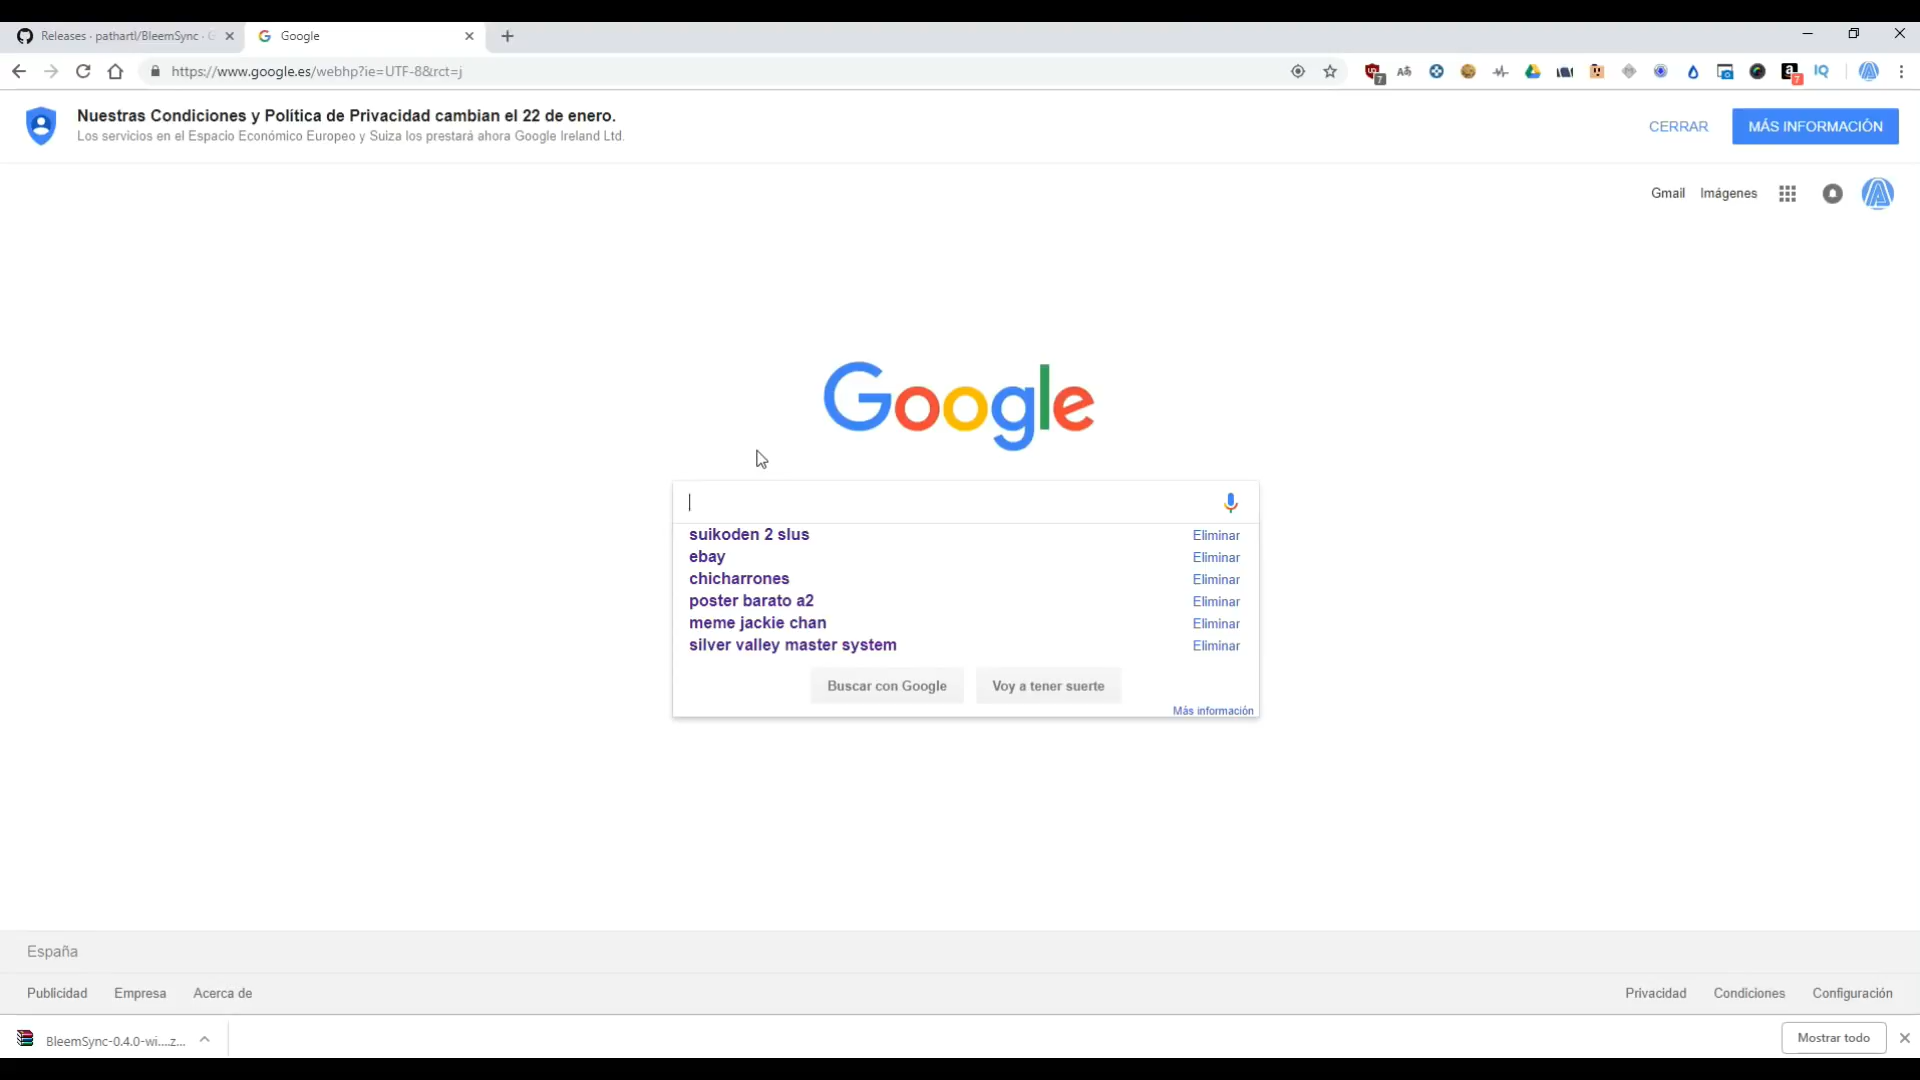 Releases · pathartl/BleemSync · G
Google
https://www.google.es/webhp?ie=UTF-8&rct=j
7
7
IQ
Nuestras Condiciones y Política de Privacidad cambian el 22 de enero.
Los servicios en el Espacio Económico Europeo y Suiza los prestará ahora Google Ireland Ltd.
CERRAR
MÁS INFORMACIÓN
Gmail
Imágenes
Google
suikoden 2 slus
Eliminar
ebay
Eliminar
chicharrones
Eliminar
poster barato a2
Eliminar
meme jackie chan
Eliminar
silver valley master system
Eliminar
Buscar con Google
Voy a tener suerte
Más información
España
Publicidad
Empresa
Acerca de
Privacidad
Condiciones
Configuración
BleemSync-0.4.0-wi....z...
Mostrar todo